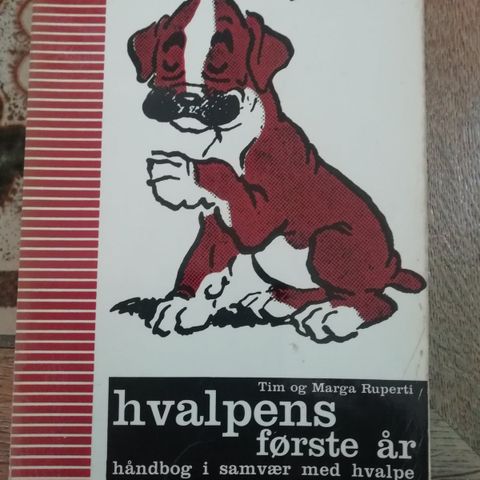 Tim og Marga Ruperti
hvalpens
første år
håndbog i samvær med hvalpe